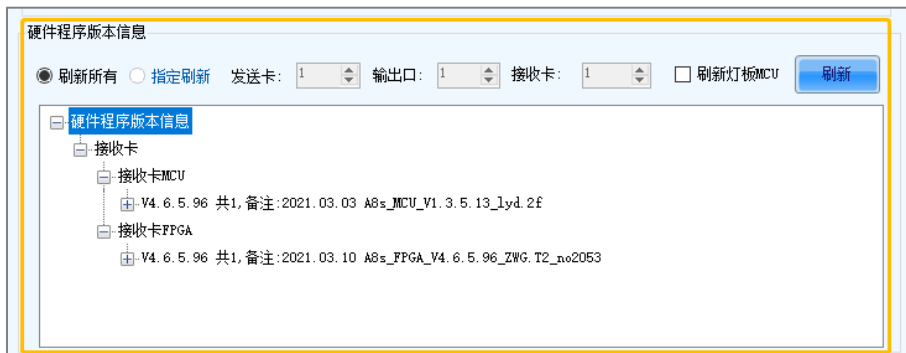 硬件程序版本信息
刷新所有 指定刷新 发送卡: 1 输出口: 1 接收卡: 1 刷新灯板MCU 刷新
硬件程序版本信息
接收卡
接收卡MCU
V4.6.5.96 共1,备注:2021.03.03 A8s_MCU_V1.3.5.13_lyd.2f
接收卡FPGA
V4.6.5.96 共1,备注:2021.03.10 A8s_FPGA_V4.6.5.96_ZWG.T2_no2053